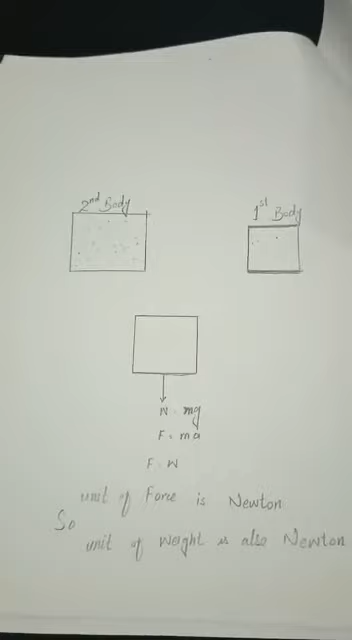 2nd Body
1st Body
W = mg
F = ma
F = W
unit of Force is Newton
So
unit of Weight is also Newton